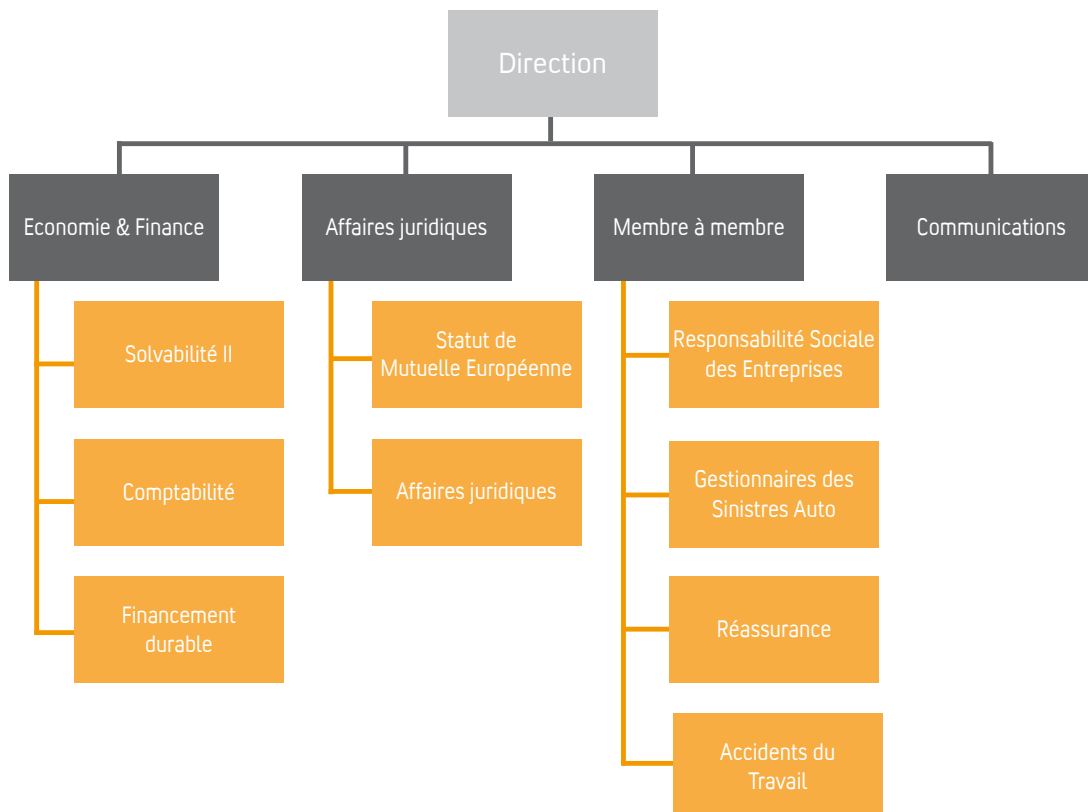 Direction
Economie & Finance
Affaires juridiques
Membre à membre
Communications
Solvabilité II
Comptabilité
Financement
durable
Statut de
Mutuelle Européenne
Affaires juridiques
Responsabilité Sociale
des Entreprises
Gestionnaires des
Sinistres Auto
Réassurance
Accidents du
Travail